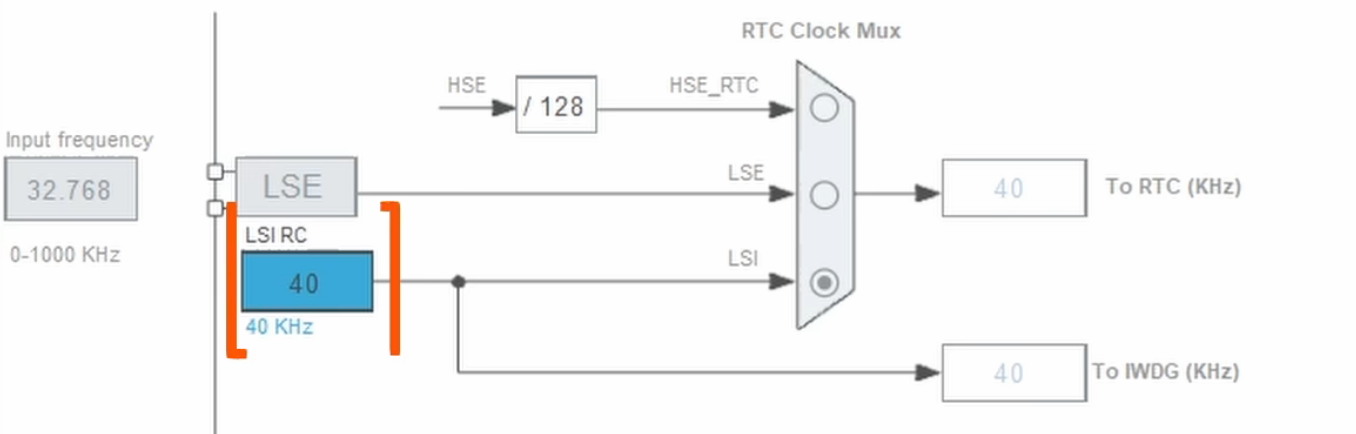 RTC Clock Mux
HSE
/ 128
HSE_RTC
Input frequency
32.768
0-1000 KHz
LSE
LSE
40
To RTC (KHz)
LSI RC
40
40 KHz
LSI
40
To IWDG (KHz)